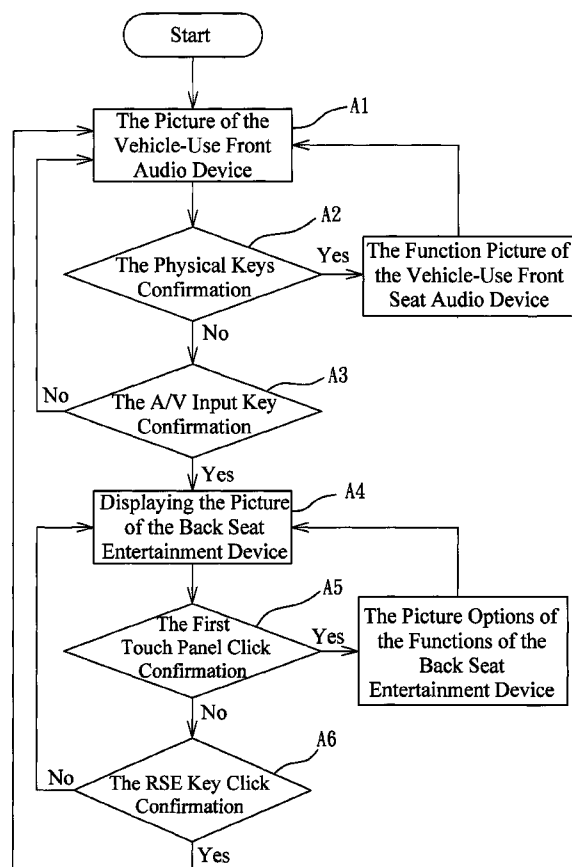 Start
A1
The Picture of the
Vehicle-Use Front
Audio Device
A2
The Physical Keys
Confirmation
Yes
The Function Picture of
the Vehicle-Use Front
Seat Audio Device
No
A3
No
The A/V Input Key
Confirmation
Yes
A4
Displaying the Picture
of the Back Seat
Entertainment Device
A5
The First
Touch Panel Click
Confirmation
Yes
The Picture Options of
the Functions of the
Back Seat
Entertainment Device
No
A6
No
The RSE Key Click
Confirmation
Yes